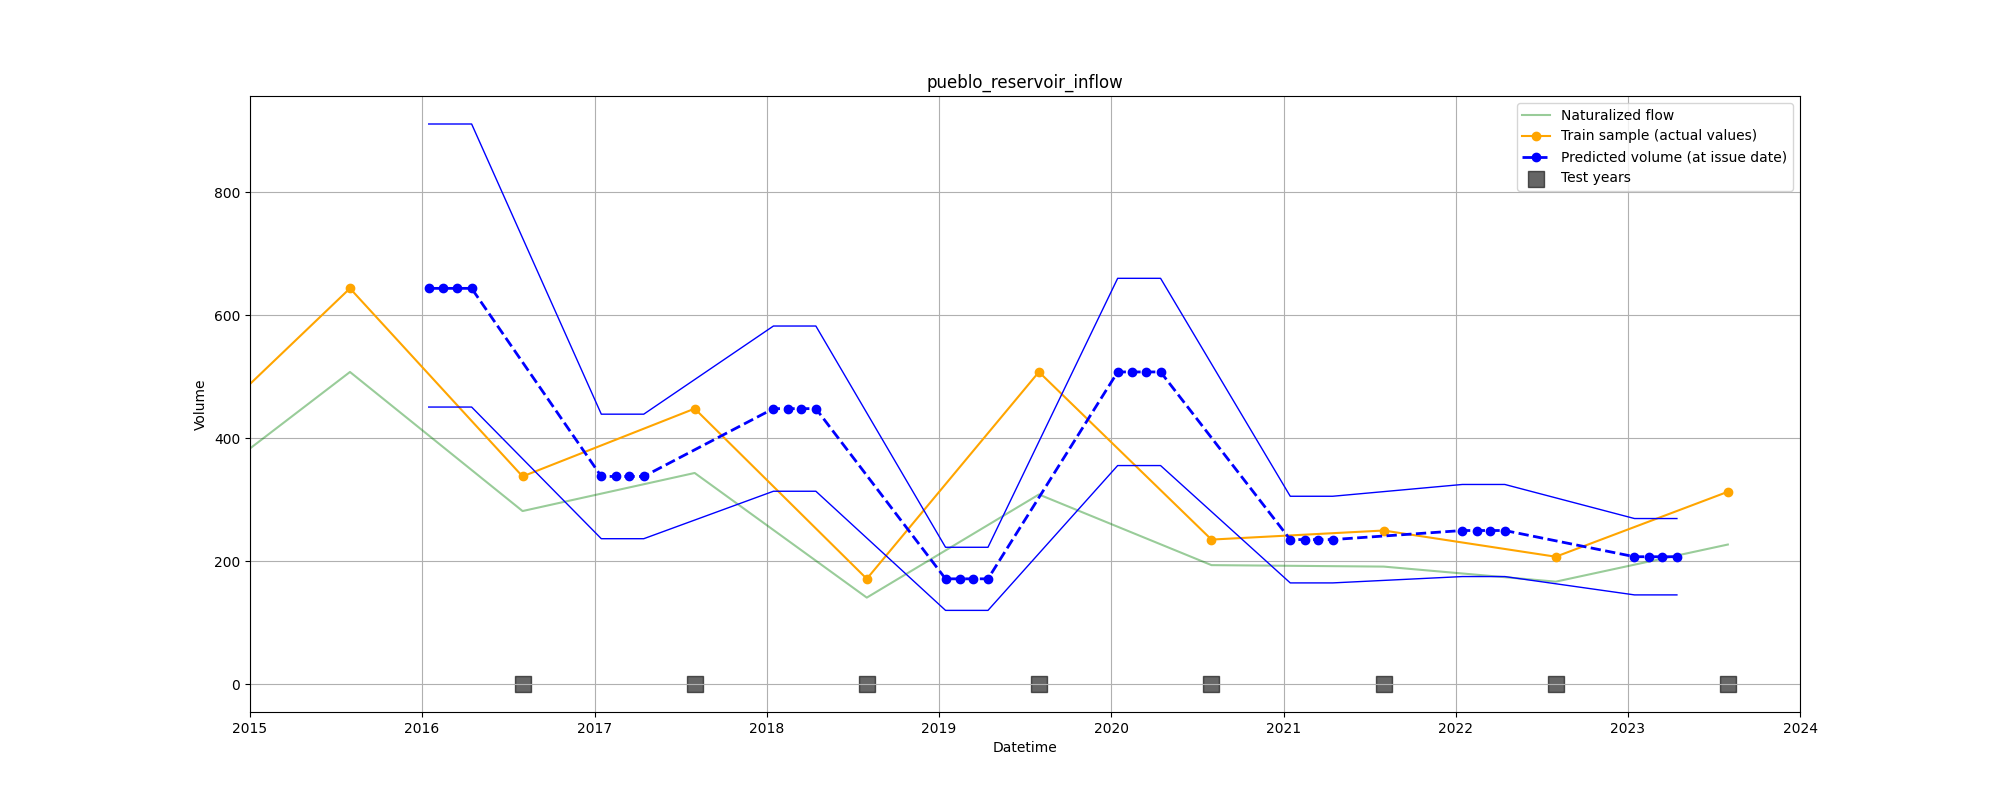 pueblo_reservoir_inflow
Naturalized flow
Train sample (actual values)
Predicted volume (at issue date)
Test years
Volume
800
600
400
200
0
2015 2016 2017 2018 2019 2020 2021 2022 2023 2024
Datetime